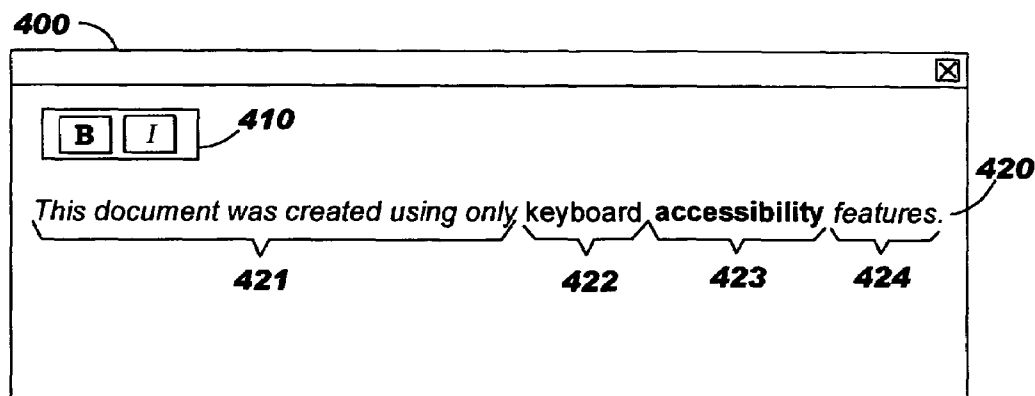 400
B I 410
This document was created using only keyboard accessibility features. 420
421 422 423 424